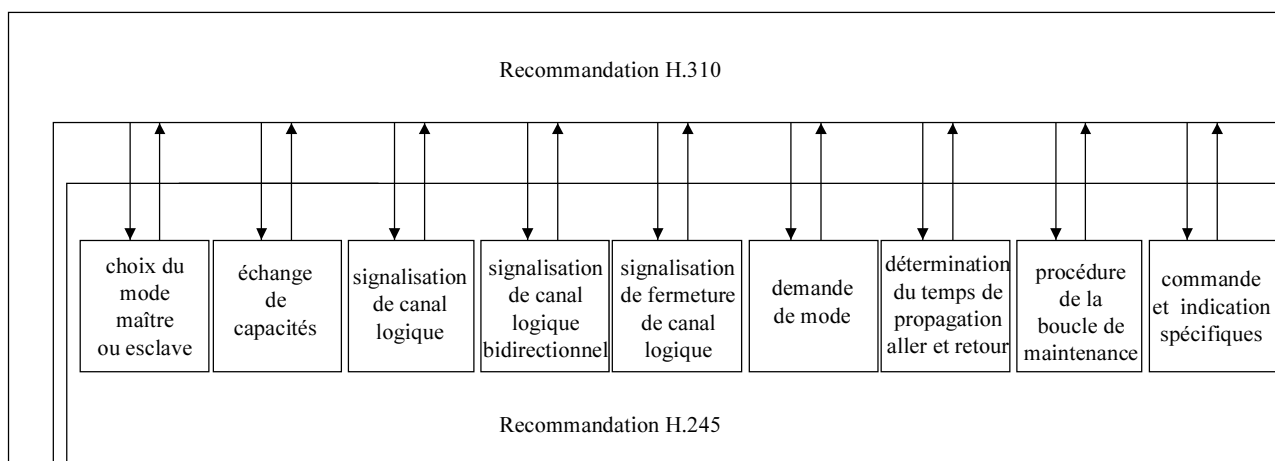 Recommandation H.310
choix du
mode
maître
ou esclave
échange
de
capacités
signalisation
de canal
logique
signalisation
de canal
logique
bidirectionnel
signalisation
de fermeture
de canal
logique
demande
de mode
détermination
du temps de
propagation
aller et retour
procédure
de la
boucle de
maintenance
commande
et indication
spécifiques
Recommandation H.245